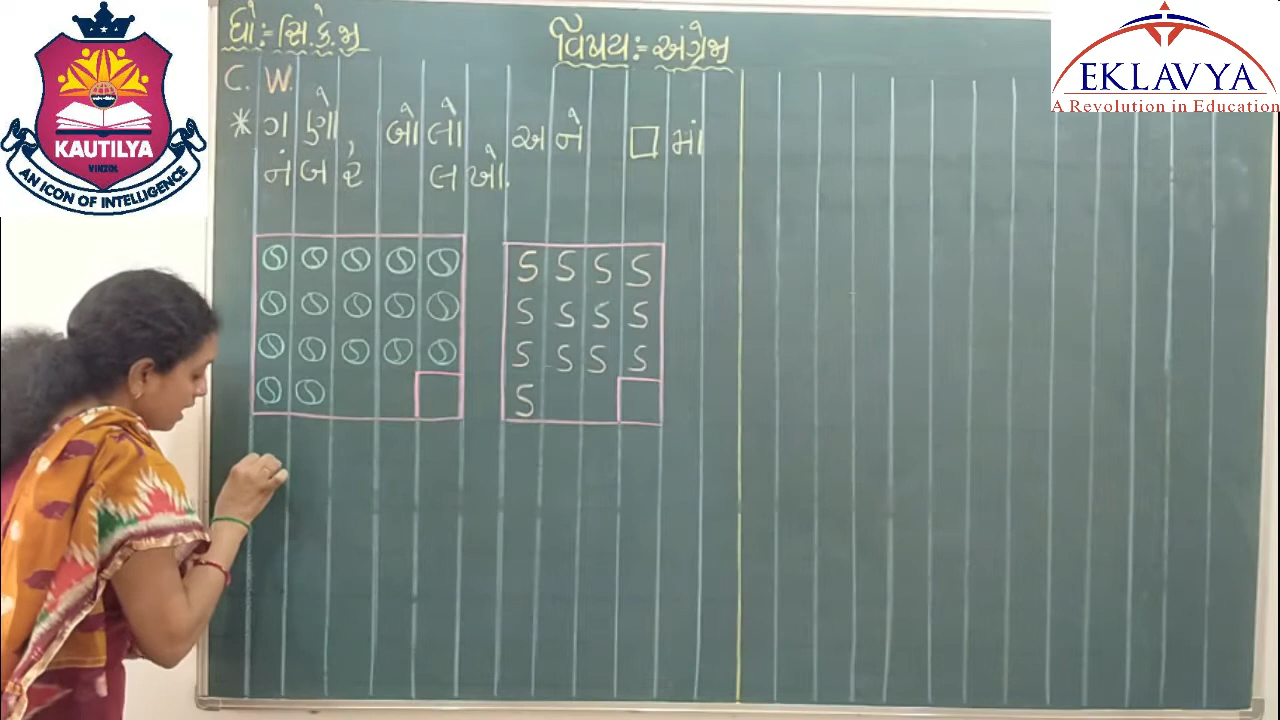 KAUTILYA
VINZOL
AN ICON OF INTELLIGENCE
EKLAVYA
A Revolution in Education
ધો:-સિ.કે.જી
વિષય:-અંગ્રેજી
C. W.
* ગણો, બોલો અને □ માં
નંબર લખો.
S S S S
S S S S
S S S S
S